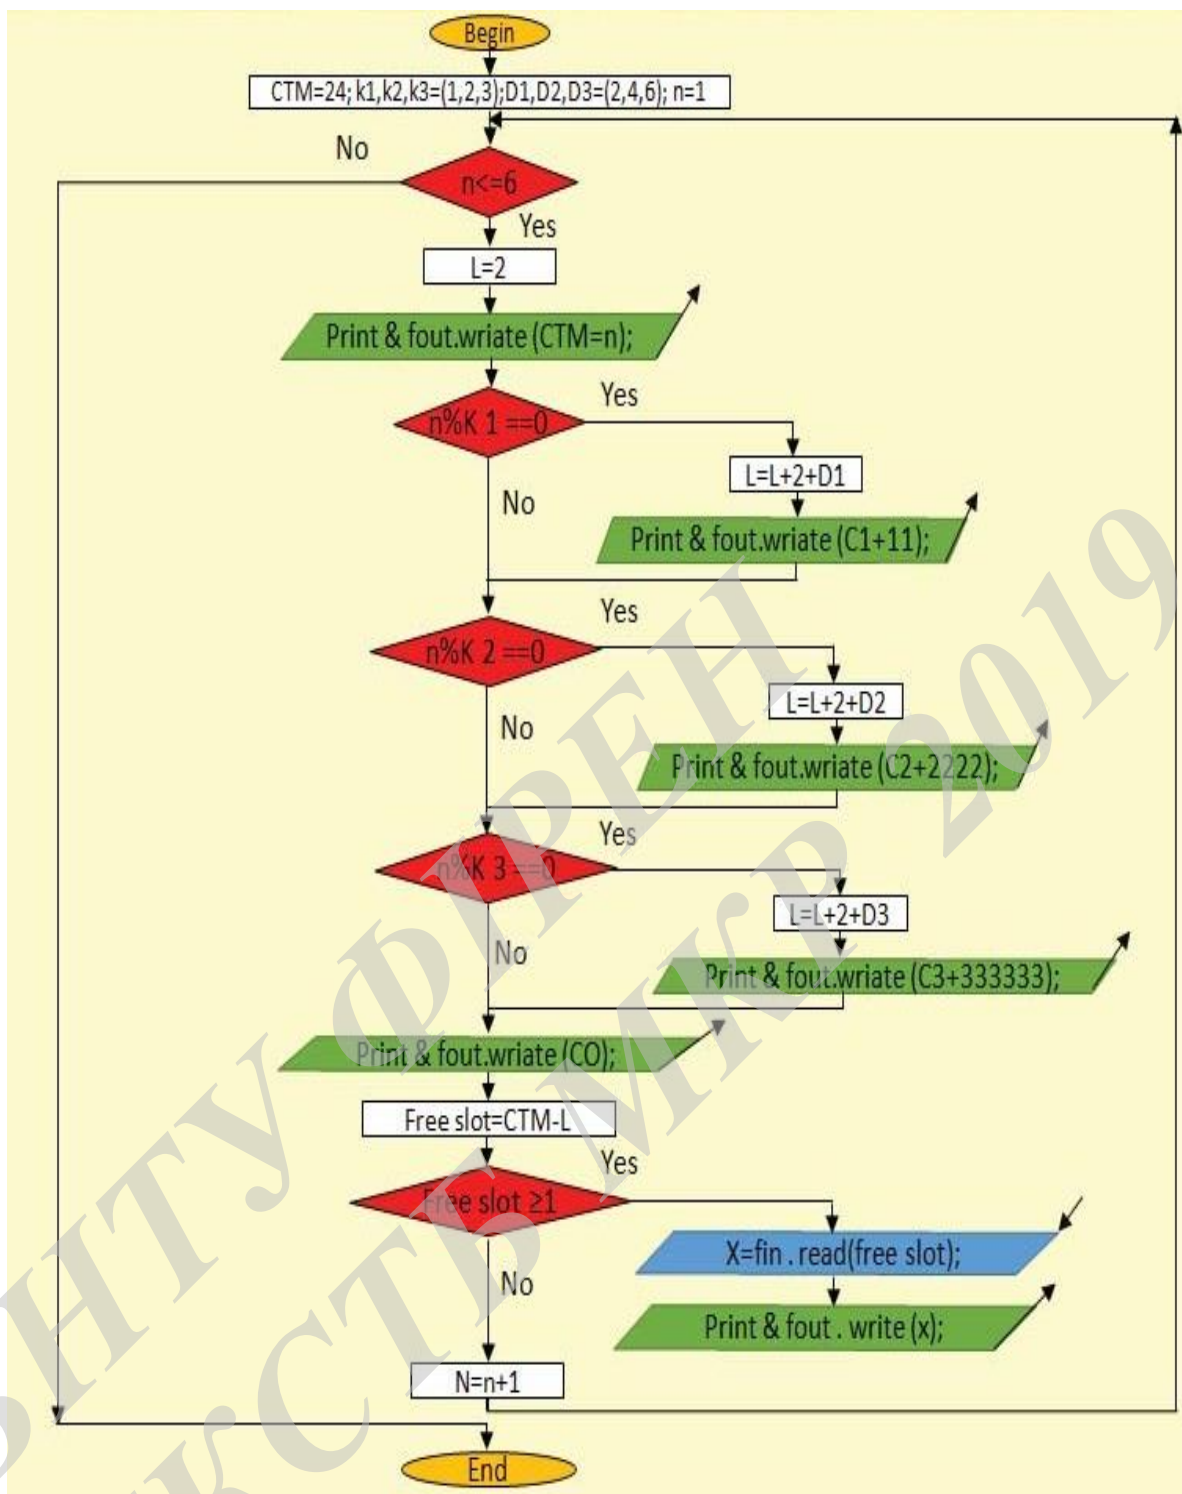 Begin
CTM=24; k1,k2,k3=(1,2,3);D1,D2,D3=(2,4,6); n=1
No
n<=6
Yes
L=2
Print & fout.wriate (CTM=n);
Yes
n%K 1 ==0
L=L+2+D1
No
Print & fout.wriate (C1+11);
Yes
n%K 2 ==0
L=L+2+D2
No
Print & fout.wriate (C2+2222);
Yes
n%K 3 ==0
L=L+2+D3
No
Print & fout.wriate (C3+333333);
Print & fout.wriate (CO);
Free slot=CTM-L
Yes
Free slot ≥1
X=fin . read(free slot);
No
Print & fout . write (x);
N=n+1
End
БНТУ ФІРЕН
МКР 2019